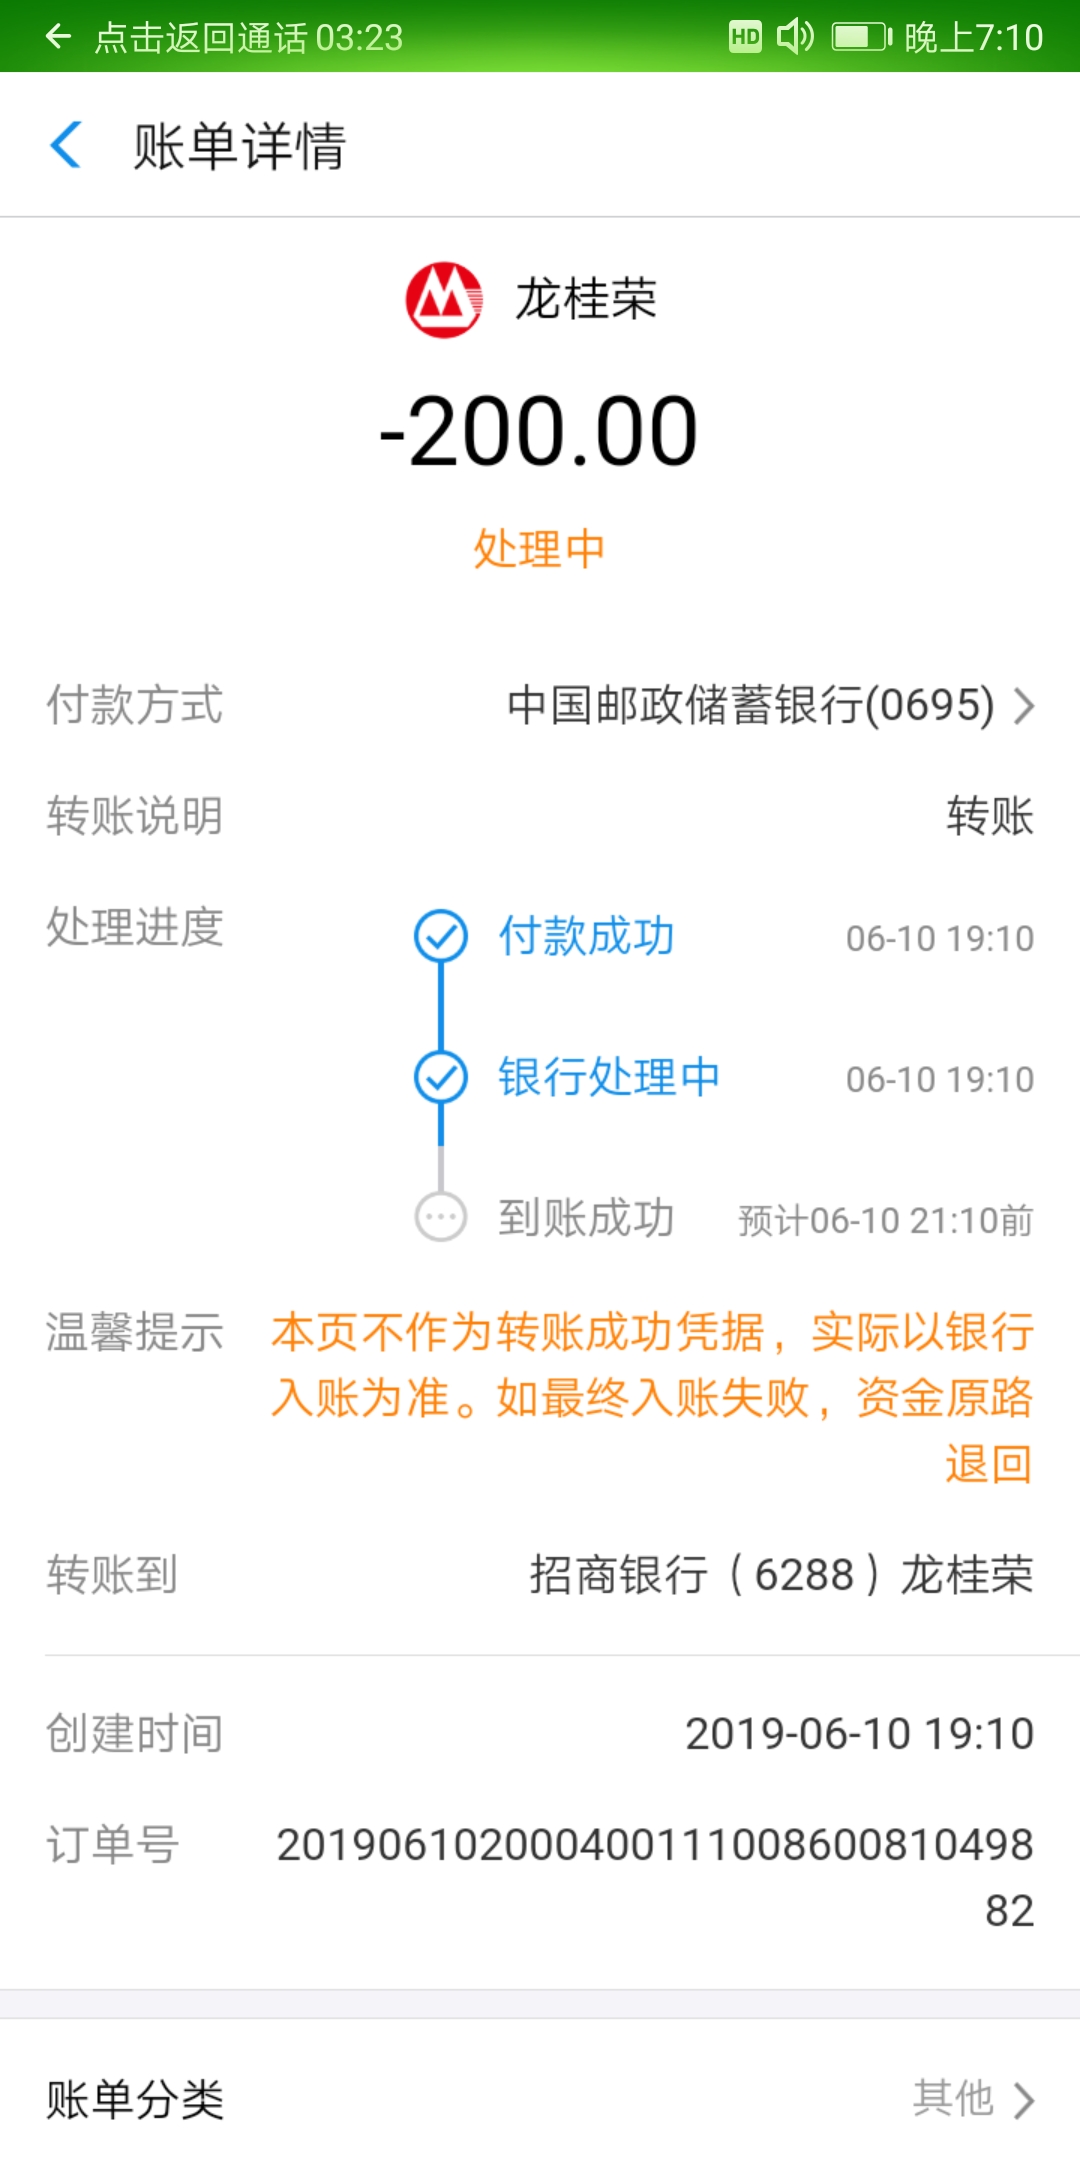 点击返回通话 03:23
HD
晚上7:10
账单详情
龙桂荣
-200.00
处理中
付款方式 中国邮政储蓄银行(0695)
转账说明 转账
处理进度 付款成功 06-10 19:10
银行处理中 06-10 19:10
到账成功 预计06-10 21:10前
温馨提示 本页不作为转账成功凭据，实际以银行
入账为准。如最终入账失败，资金原路
退回
转账到 招商银行（6288）龙桂荣
创建时间 2019-06-10 19:10
订单号 20190610200040011100860081​0498
82
账单分类 其他